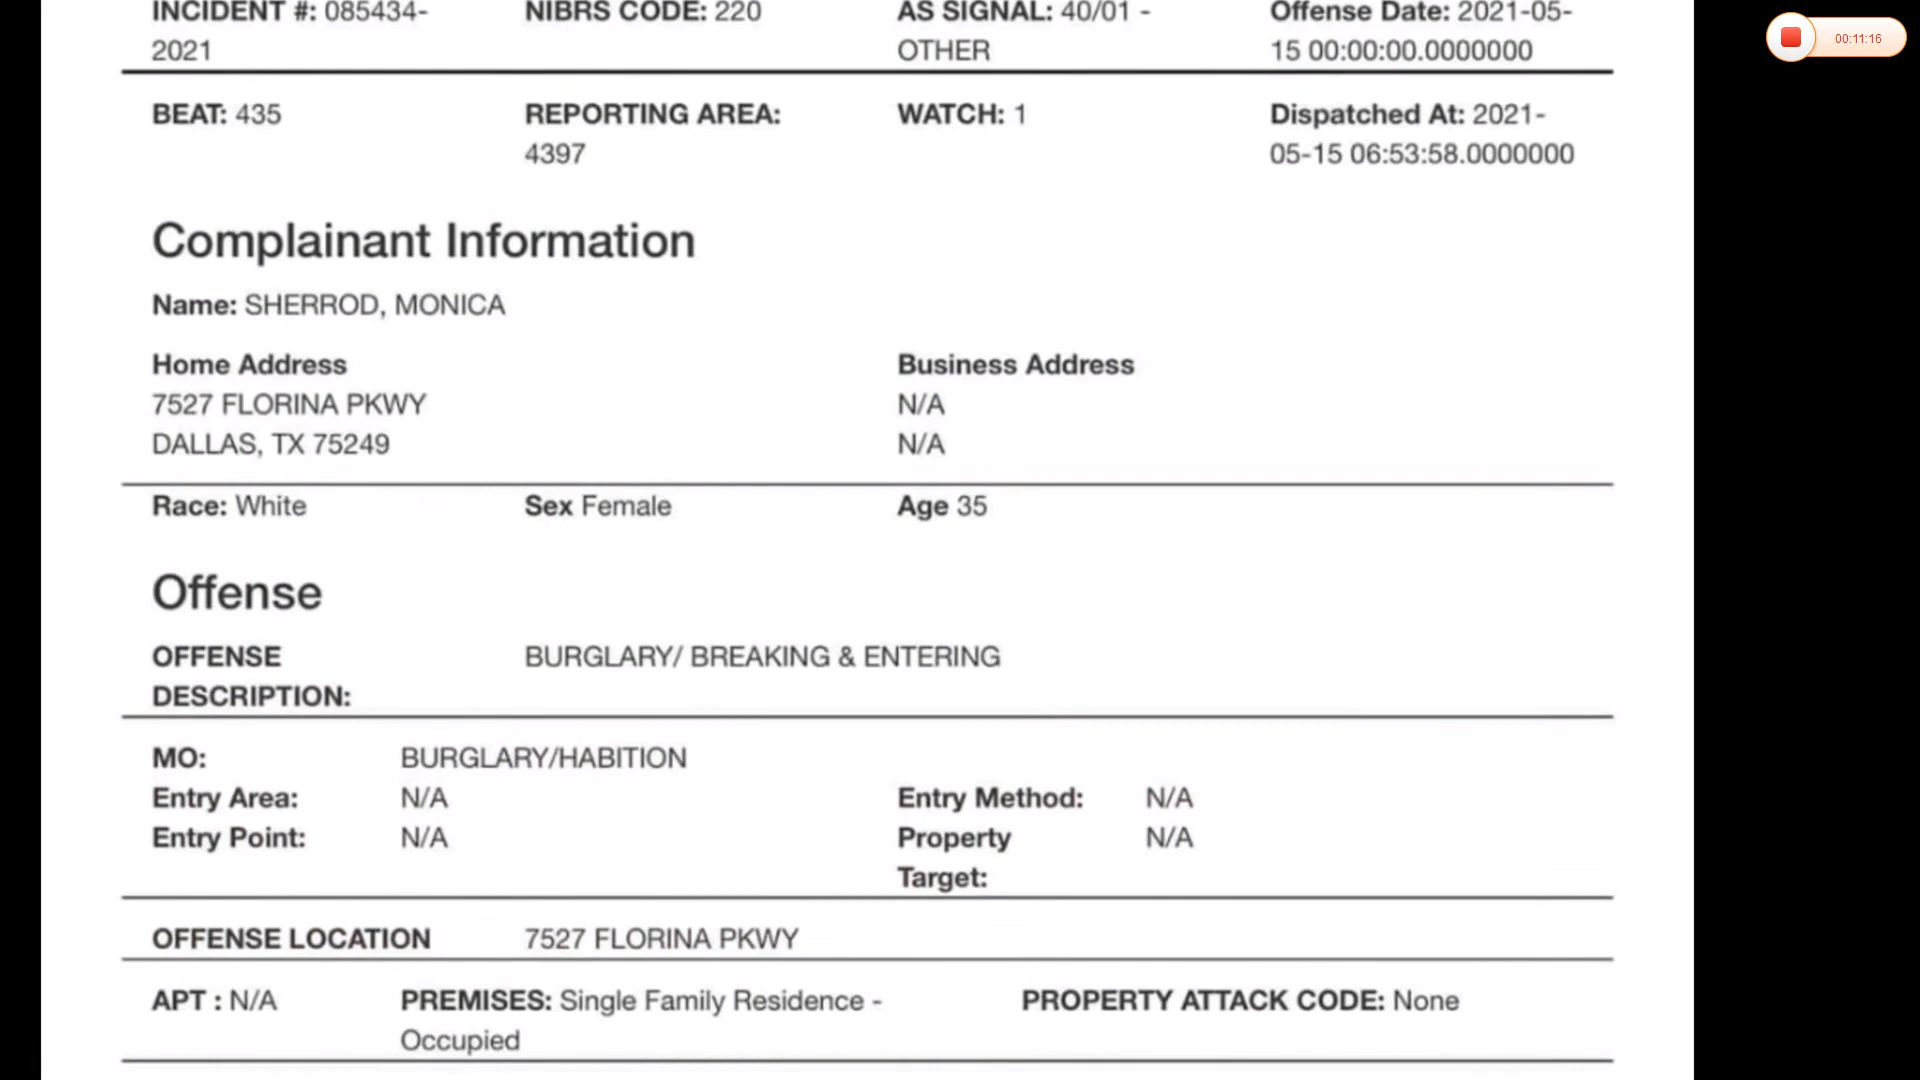 INCIDENT #: 085434- NIBRS CODE: 220 AS SIGNAL: 40/01 - Offense Date: 2021-05-
2021 OTHER 15 00:00:00.0000000
BEAT: 435 REPORTING AREA: WATCH: 1 Dispatched At: 2021-
4397 05-15 06:53:58.0000000
Complainant Information
Name: SHERROD, MONICA
Home Address Business Address
7527 FLORINA PKWY N/A
DALLAS, TX 75249 N/A
Race: White Sex Female Age 35
Offense
OFFENSE BURGLARY/ BREAKING & ENTERING
DESCRIPTION:
MO: BURGLARY/HABITION
Entry Area: N/A Entry Method: N/A
Entry Point: N/A Property N/A
Target:
OFFENSE LOCATION 7527 FLORINA PKWY
APT : N/A PREMISES: Single Family Residence - PROPERTY ATTACK CODE: None
Occupied
00:11:16